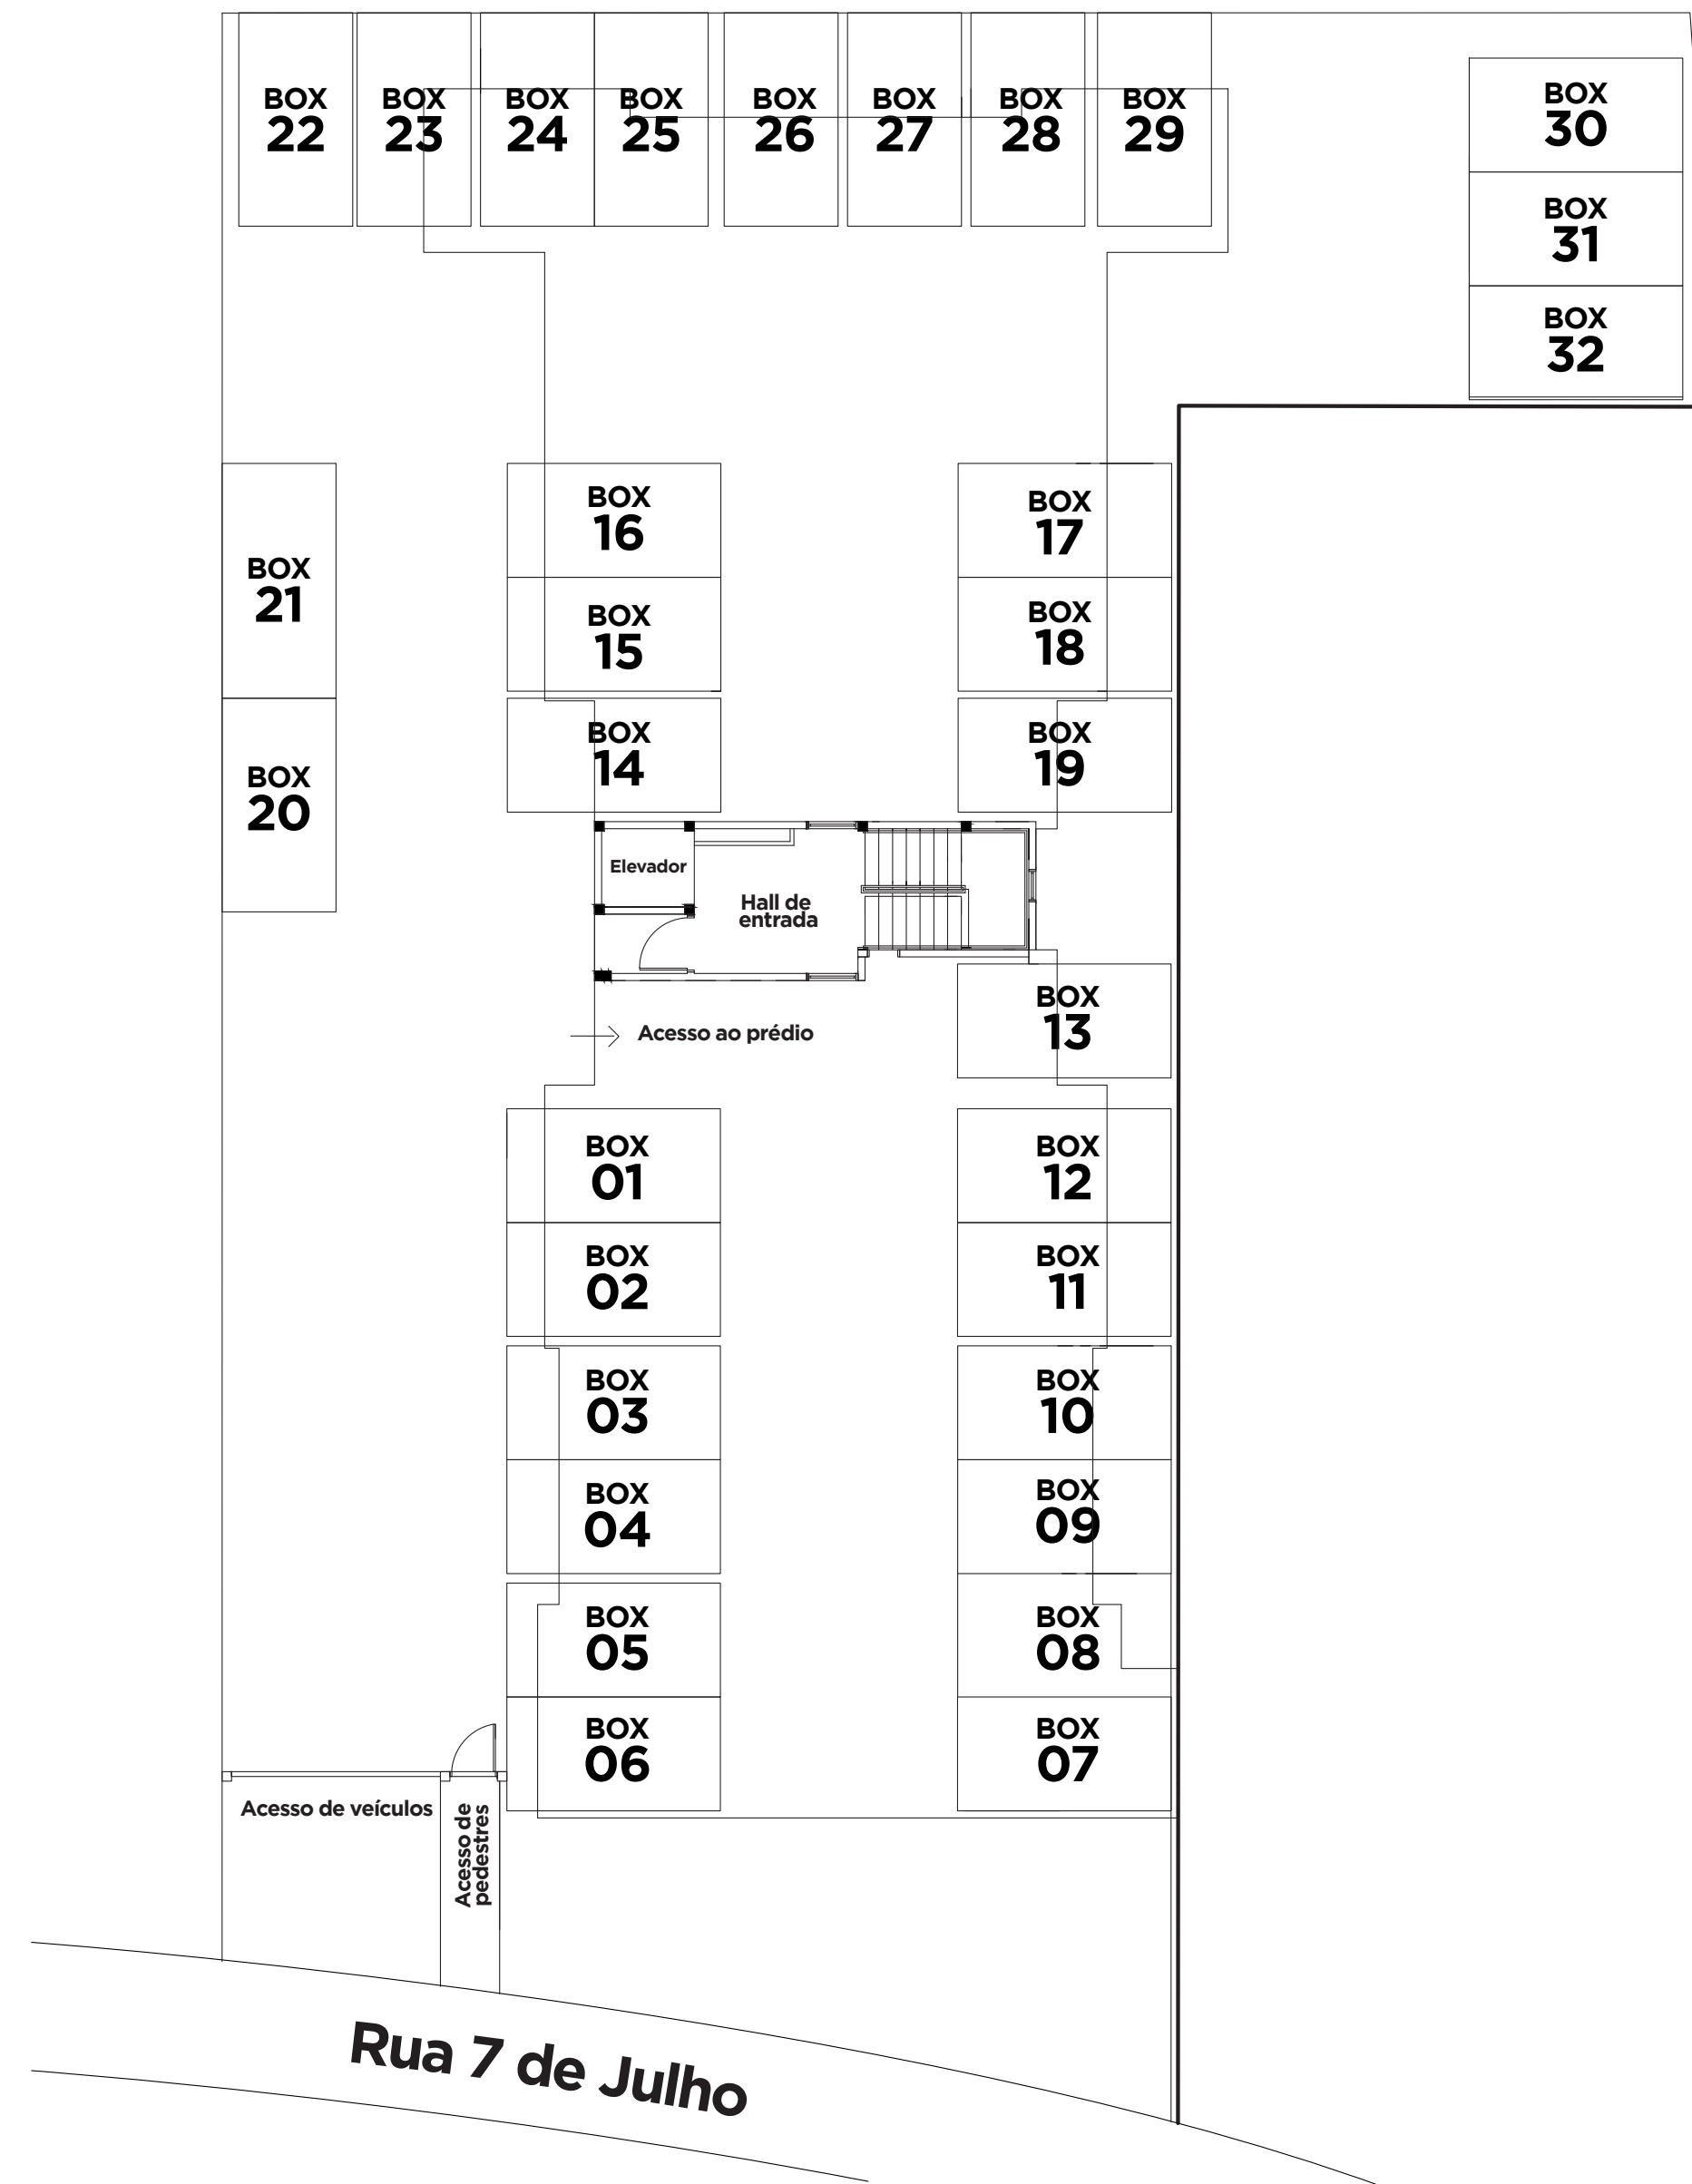 BOX
22
BOX
23
BOX
24
BOX
25
BOX
26
BOX
27
BOX
28
BOX
29
BOX
30
BOX
31
BOX
32
BOX
16
BOX
17
BOX
21
BOX
15
BOX
18
BOX
14
BOX
19
BOX
20
Elevador
Hall de
entrada
BOX
13
Acesso ao prédio
BOX
01
BOX
12
BOX
02
BOX
11
BOX
03
BOX
10
BOX
04
BOX
09
BOX
05
BOX
08
BOX
06
BOX
07
Acesso de veículos
Acesso de
pedestres
Rua 7 de Julho